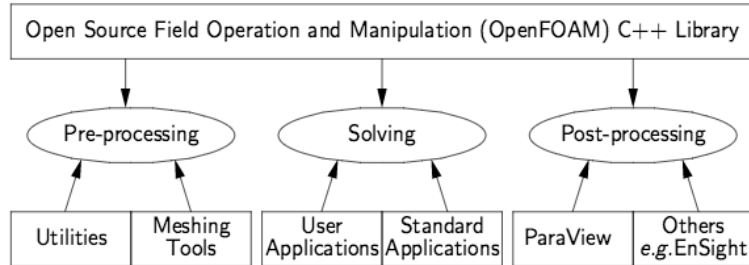 Open Source Field Operation and Manipulation (OpenFOAM) C++ Library
Pre-processing
Solving
Post-processing
Utilities
Meshing
Tools
User
Applications
Standard
Applications
ParaView
Others
e.g.EnSight